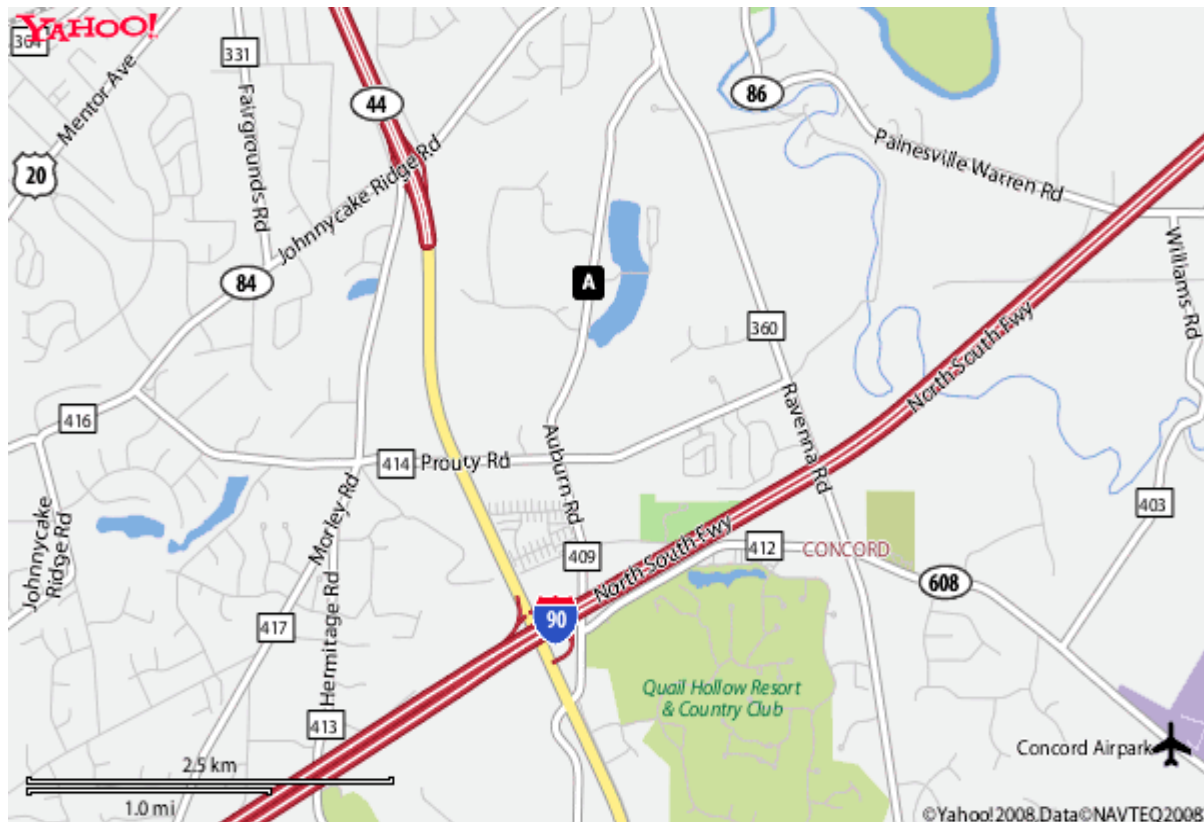 364
YAHOO!
331
Mentor Ave
Fairgrounds Rd
44
86
20
Johnnycake Ridge Rd
Painesville Warren Rd
84
A
Williams Rd
360
North South Fwy
416
Auburn Rd
Ravenna Rd
414
Prouty Rd
Johnnycake
Ridge Rd
Morley Rd
403
409
North South Fwy
412
CONCORD
608
Hermitage Rd
417
90
Quail Hollow Resort
& Country Club
413
Concord Airpark
2.5 km
1.0 mi
©Yahoo!2008,Data©NAVTEQ2008